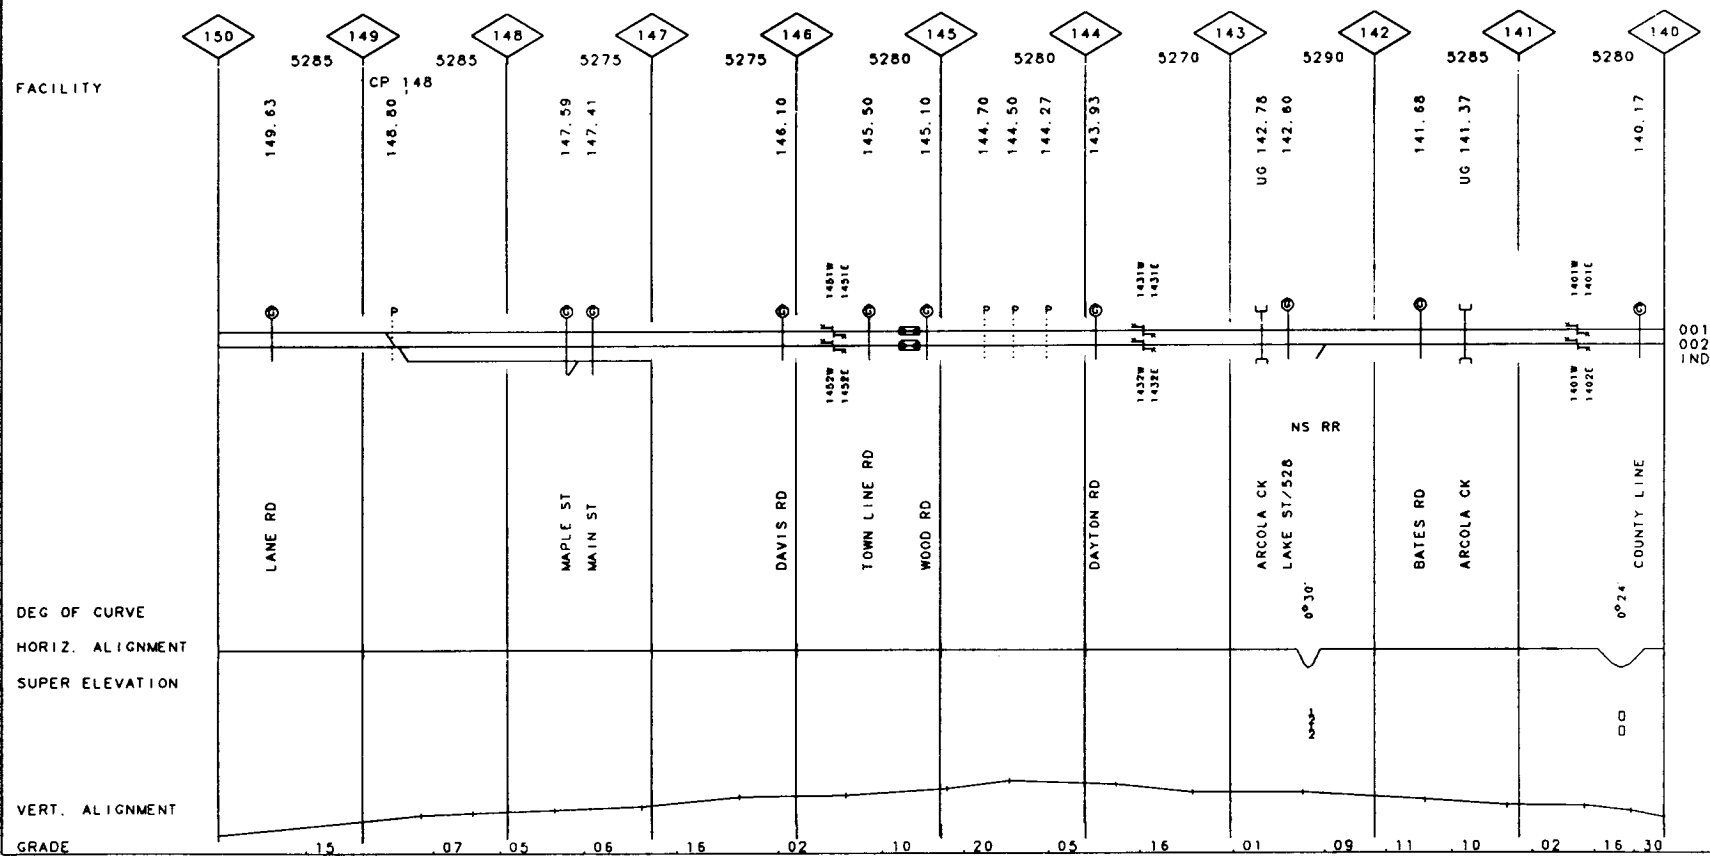 150 149 148 147 146 145 144 143 142 141 140
5285 5285 5275 5275 5280 5280 5270 5290 5285 5280
FACILITY
CP 148
149.63
148.80
147.59
147.41
146.10
145.50
145.10
144.70
144.50
144.27
143.93
UG 142.78
142.60
141.68
UG 141.37
140.17
1451W
1451E
1431W
1431E
1401W
1401E
G P G G G G G P P P G G G G
001
002
IND
1452W
1452E
1432W
1432E
1401W
1402E
NS RR
LANE RD
MAPLE ST
MAIN ST
DAVIS RD
TOWN LINE RD
WOOD RD
DAYTON RD
ARCOLA CK
LAKE ST/528
BATES RD
ARCOLA CK
COUNTY LINE
DEG OF CURVE
0°30'
0°24'
HORIZ. ALIGNMENT
SUPER ELEVATION
0
0
VERT. ALIGNMENT
GRADE .15 .07 .05 .06 .16 .02 .10 .20 .05 .16 .01 .09 .11 .10 .02 .16 .30